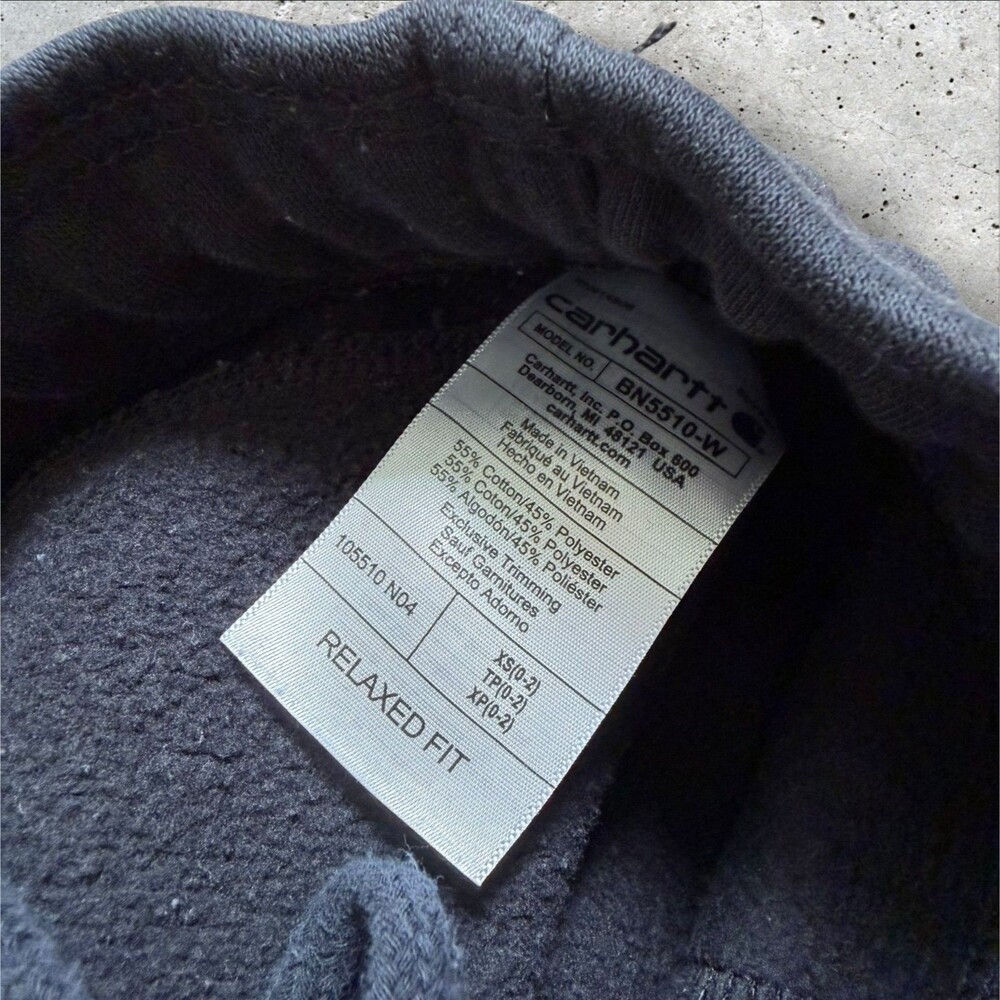 carhartt
MODEL NO. BN5510-W
Carhartt, Inc. P.O. Box 600
Dearborn, MI 48121 USA
carhartt.com
Made in Vietnam
Fabriqué au Vietnam
Hecho en Vietnam
55% Cotton/45% Polyester
55% Coton/45% Polyester
55% Algodón/45% Poliéster
Exclusive Trimming
Sauf Garnitures
Excepto Adorno
105510 N04
XS(0-2)
TP(0-2)
XP(0-2)
RELAXED FIT